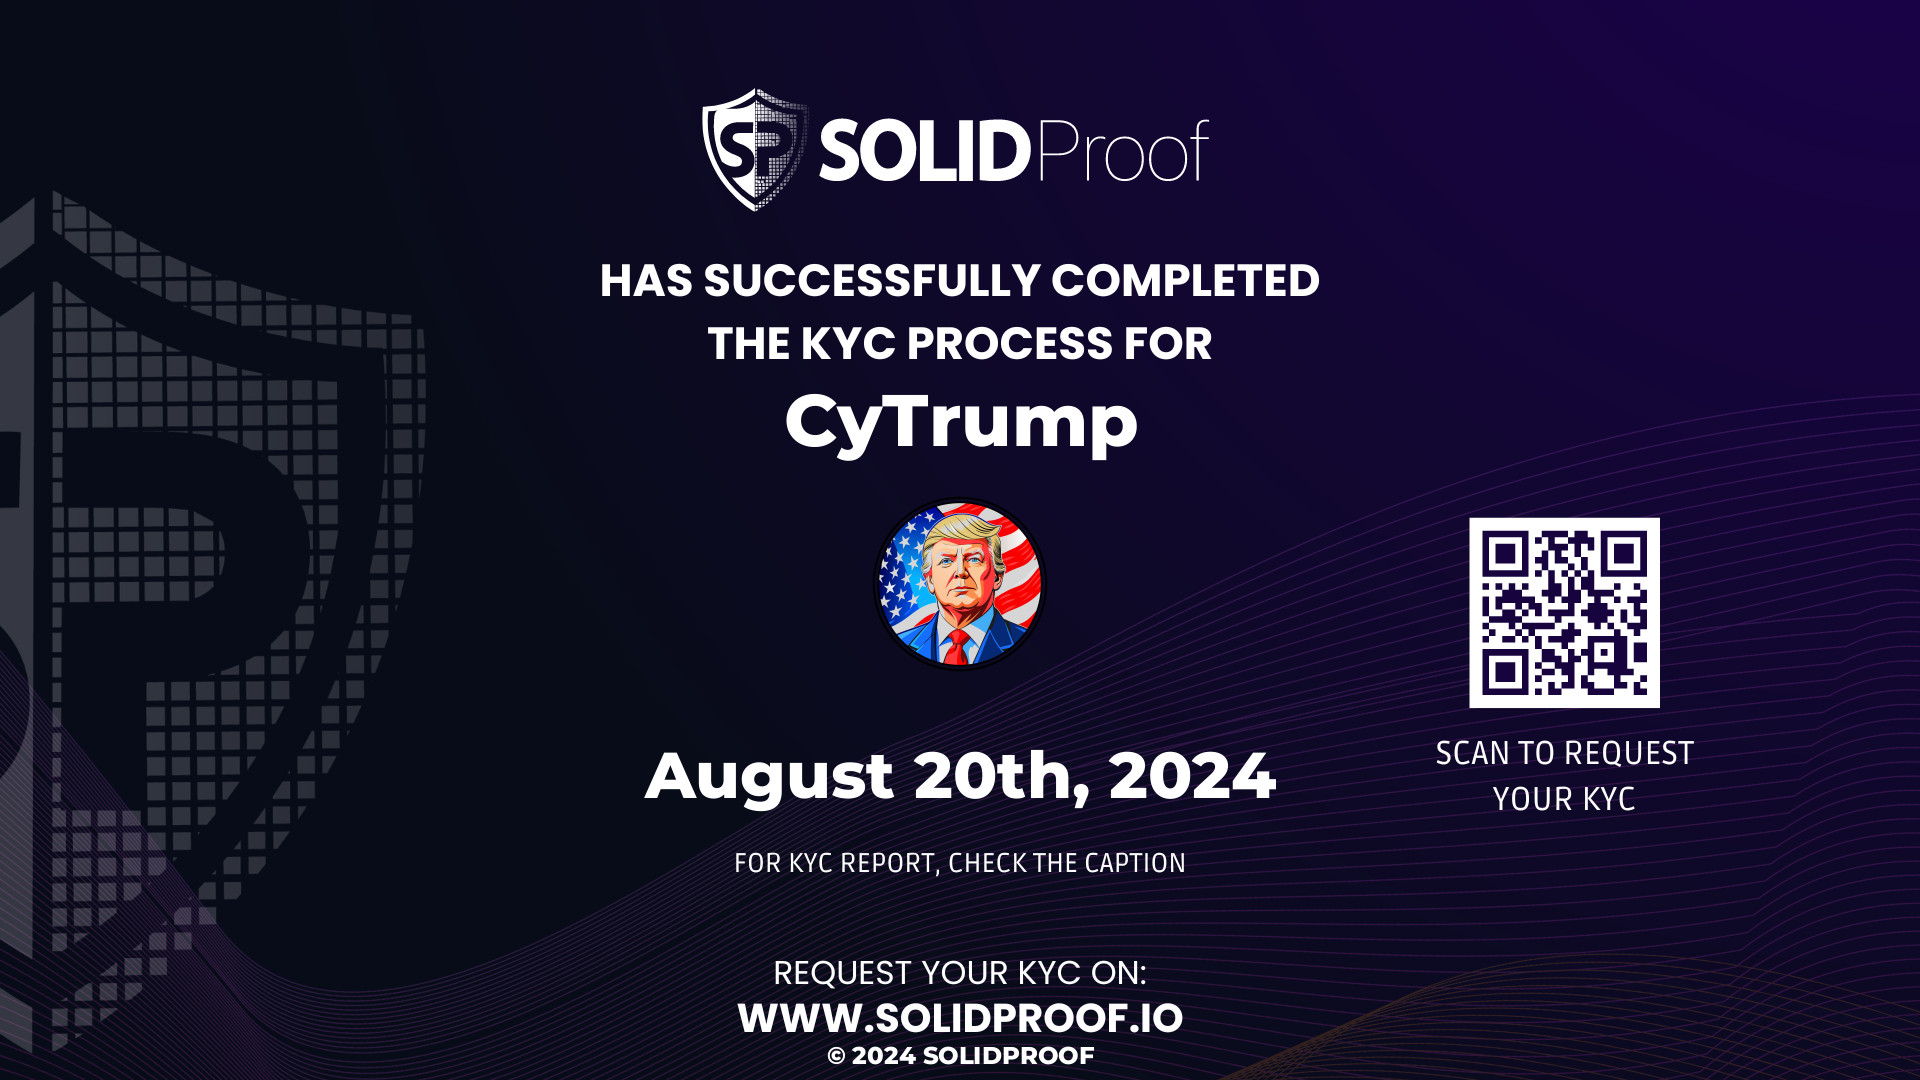 SP SOLIDProof
HAS SUCCESSFULLY COMPLETED
THE KYC PROCESS FOR
CyTrump
August 20th, 2024
SCAN TO REQUEST
YOUR KYC
FOR KYC REPORT, CHECK THE CAPTION
REQUEST YOUR KYC ON:
WWW.SOLIDPROOF.IO
© 2024 SOLIDPROOF